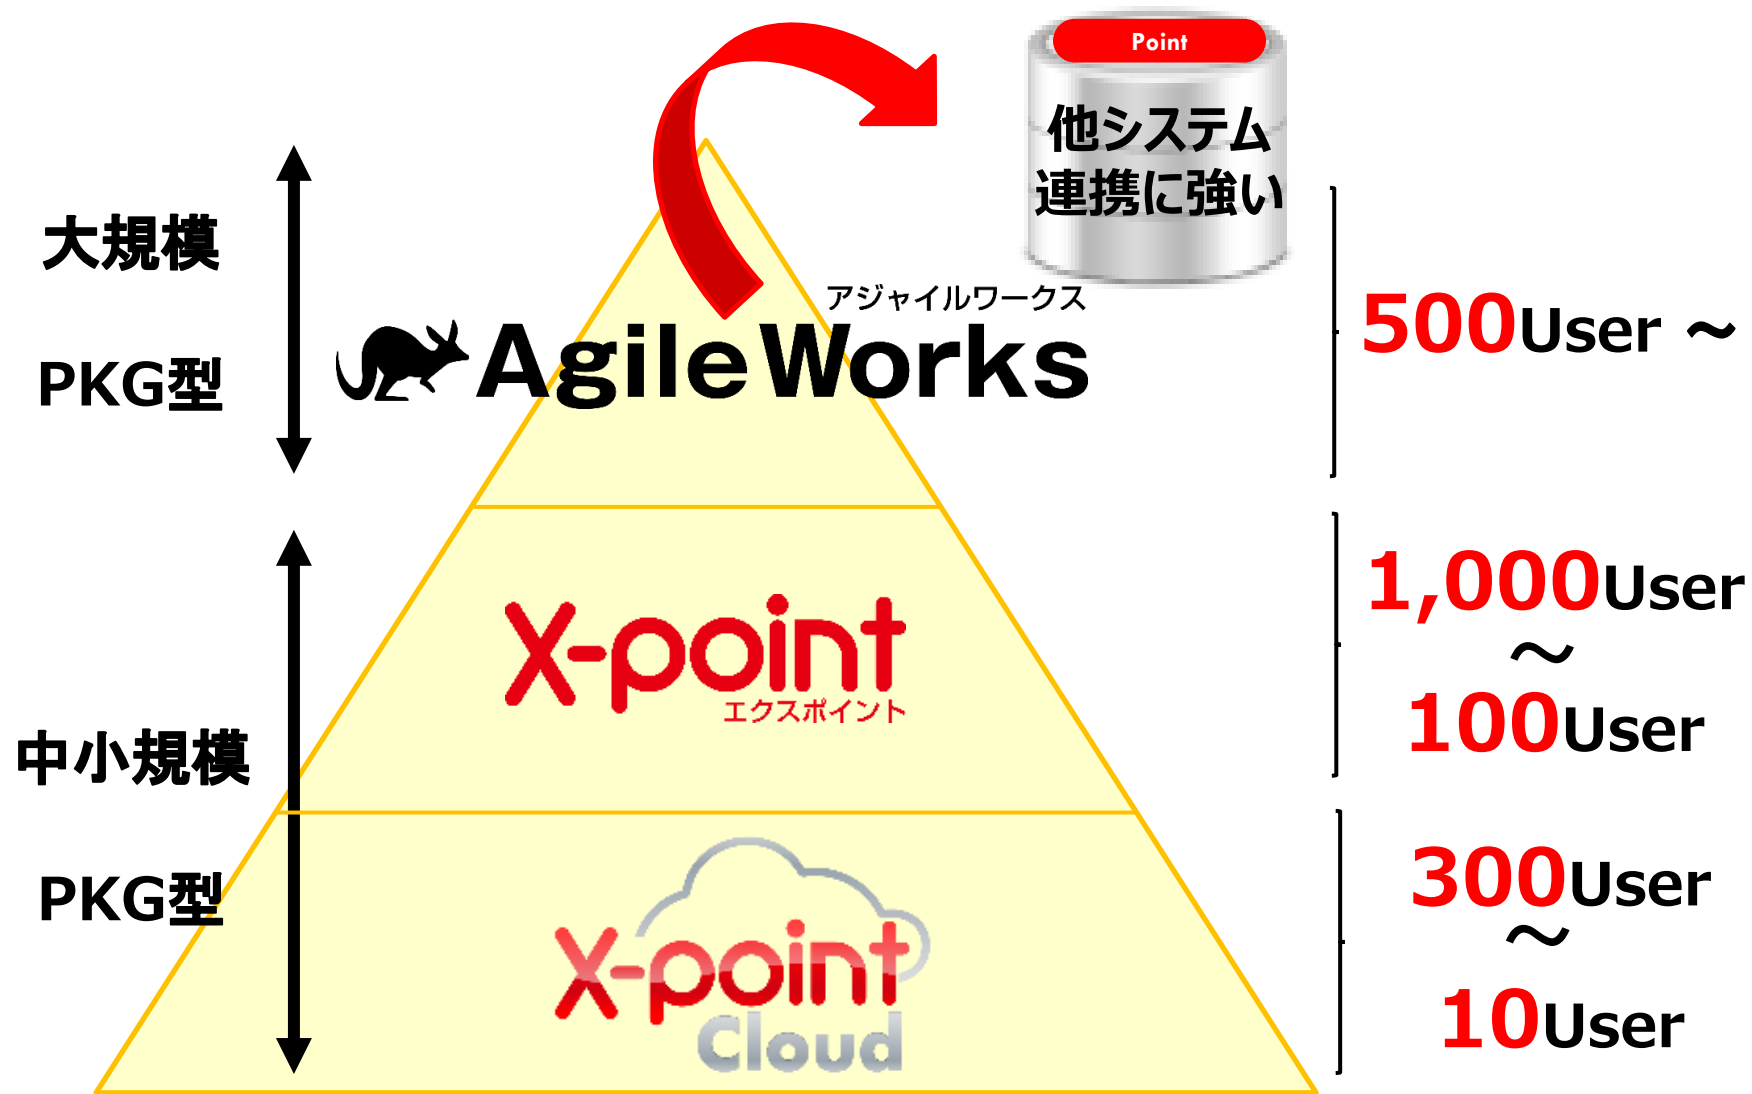 Point
他システム
連携に強い
大規模
PKG型
アジャイルワークス
AgileWorks
500User ～
X-point
エクスポイント
1,000User
～
100User
中小規模
PKG型
X-point
Cloud
300User
～
10User